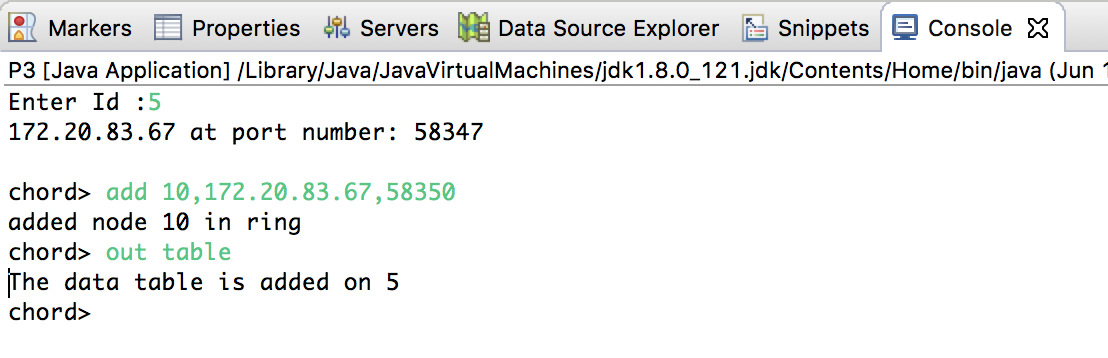 Markers Properties Servers Data Source Explorer Snippets Console
P3 [Java Application] /Library/Java/JavaVirtualMachines/jdk1.8.0_121.jdk/Contents/Home/bin/java (Jun 1
Enter Id :5
172.20.83.67 at port number: 58347
chord> add 10,172.20.83.67,58350
added node 10 in ring
chord> out table
The data table is added on 5
chord>